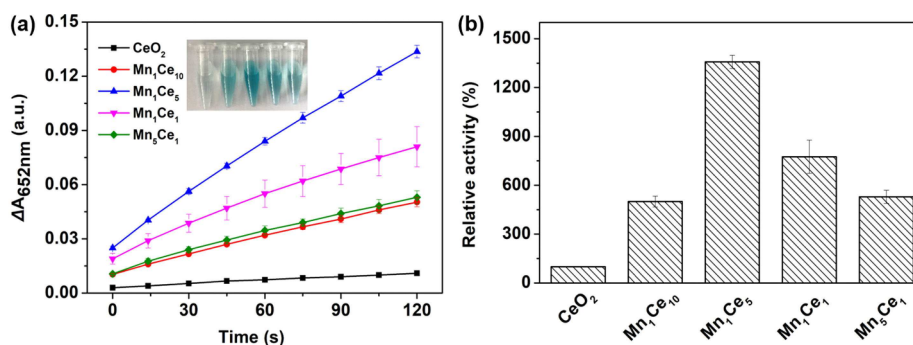 (a)
0.15
0.12
0.09
0.06
0.03
0.00
ΔA652nm (a.u.)
CeO2
Mn1Ce10
Mn1Ce5
Mn1Ce1
Mn5Ce1
0 30 60 90 120
Time (s)
(b)
1500
1200
900
600
300
0
Relative activity (%)
CeO2
Mn1Ce10
Mn1Ce5
Mn1Ce1
Mn5Ce1